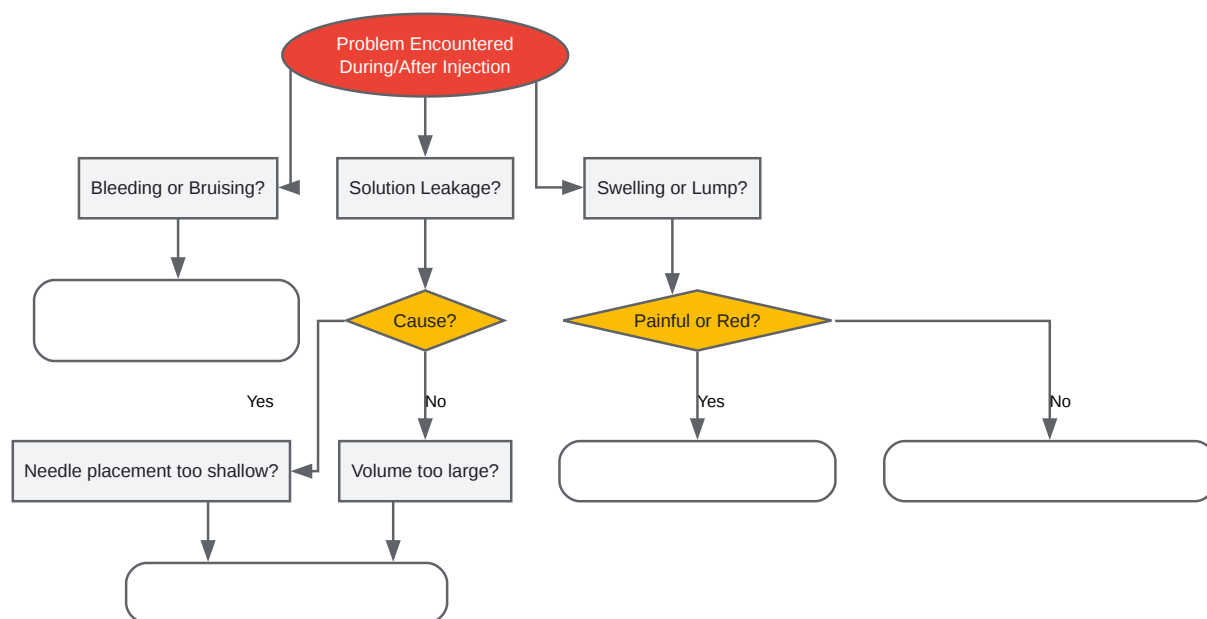 Problem Encountered
During/After Injection
Bleeding or Bruising?
Solution Leakage?
Swelling or Lump?
Cause?
Painful or Red?
Yes
No
Yes
No
Needle placement too shallow?
Volume too large?